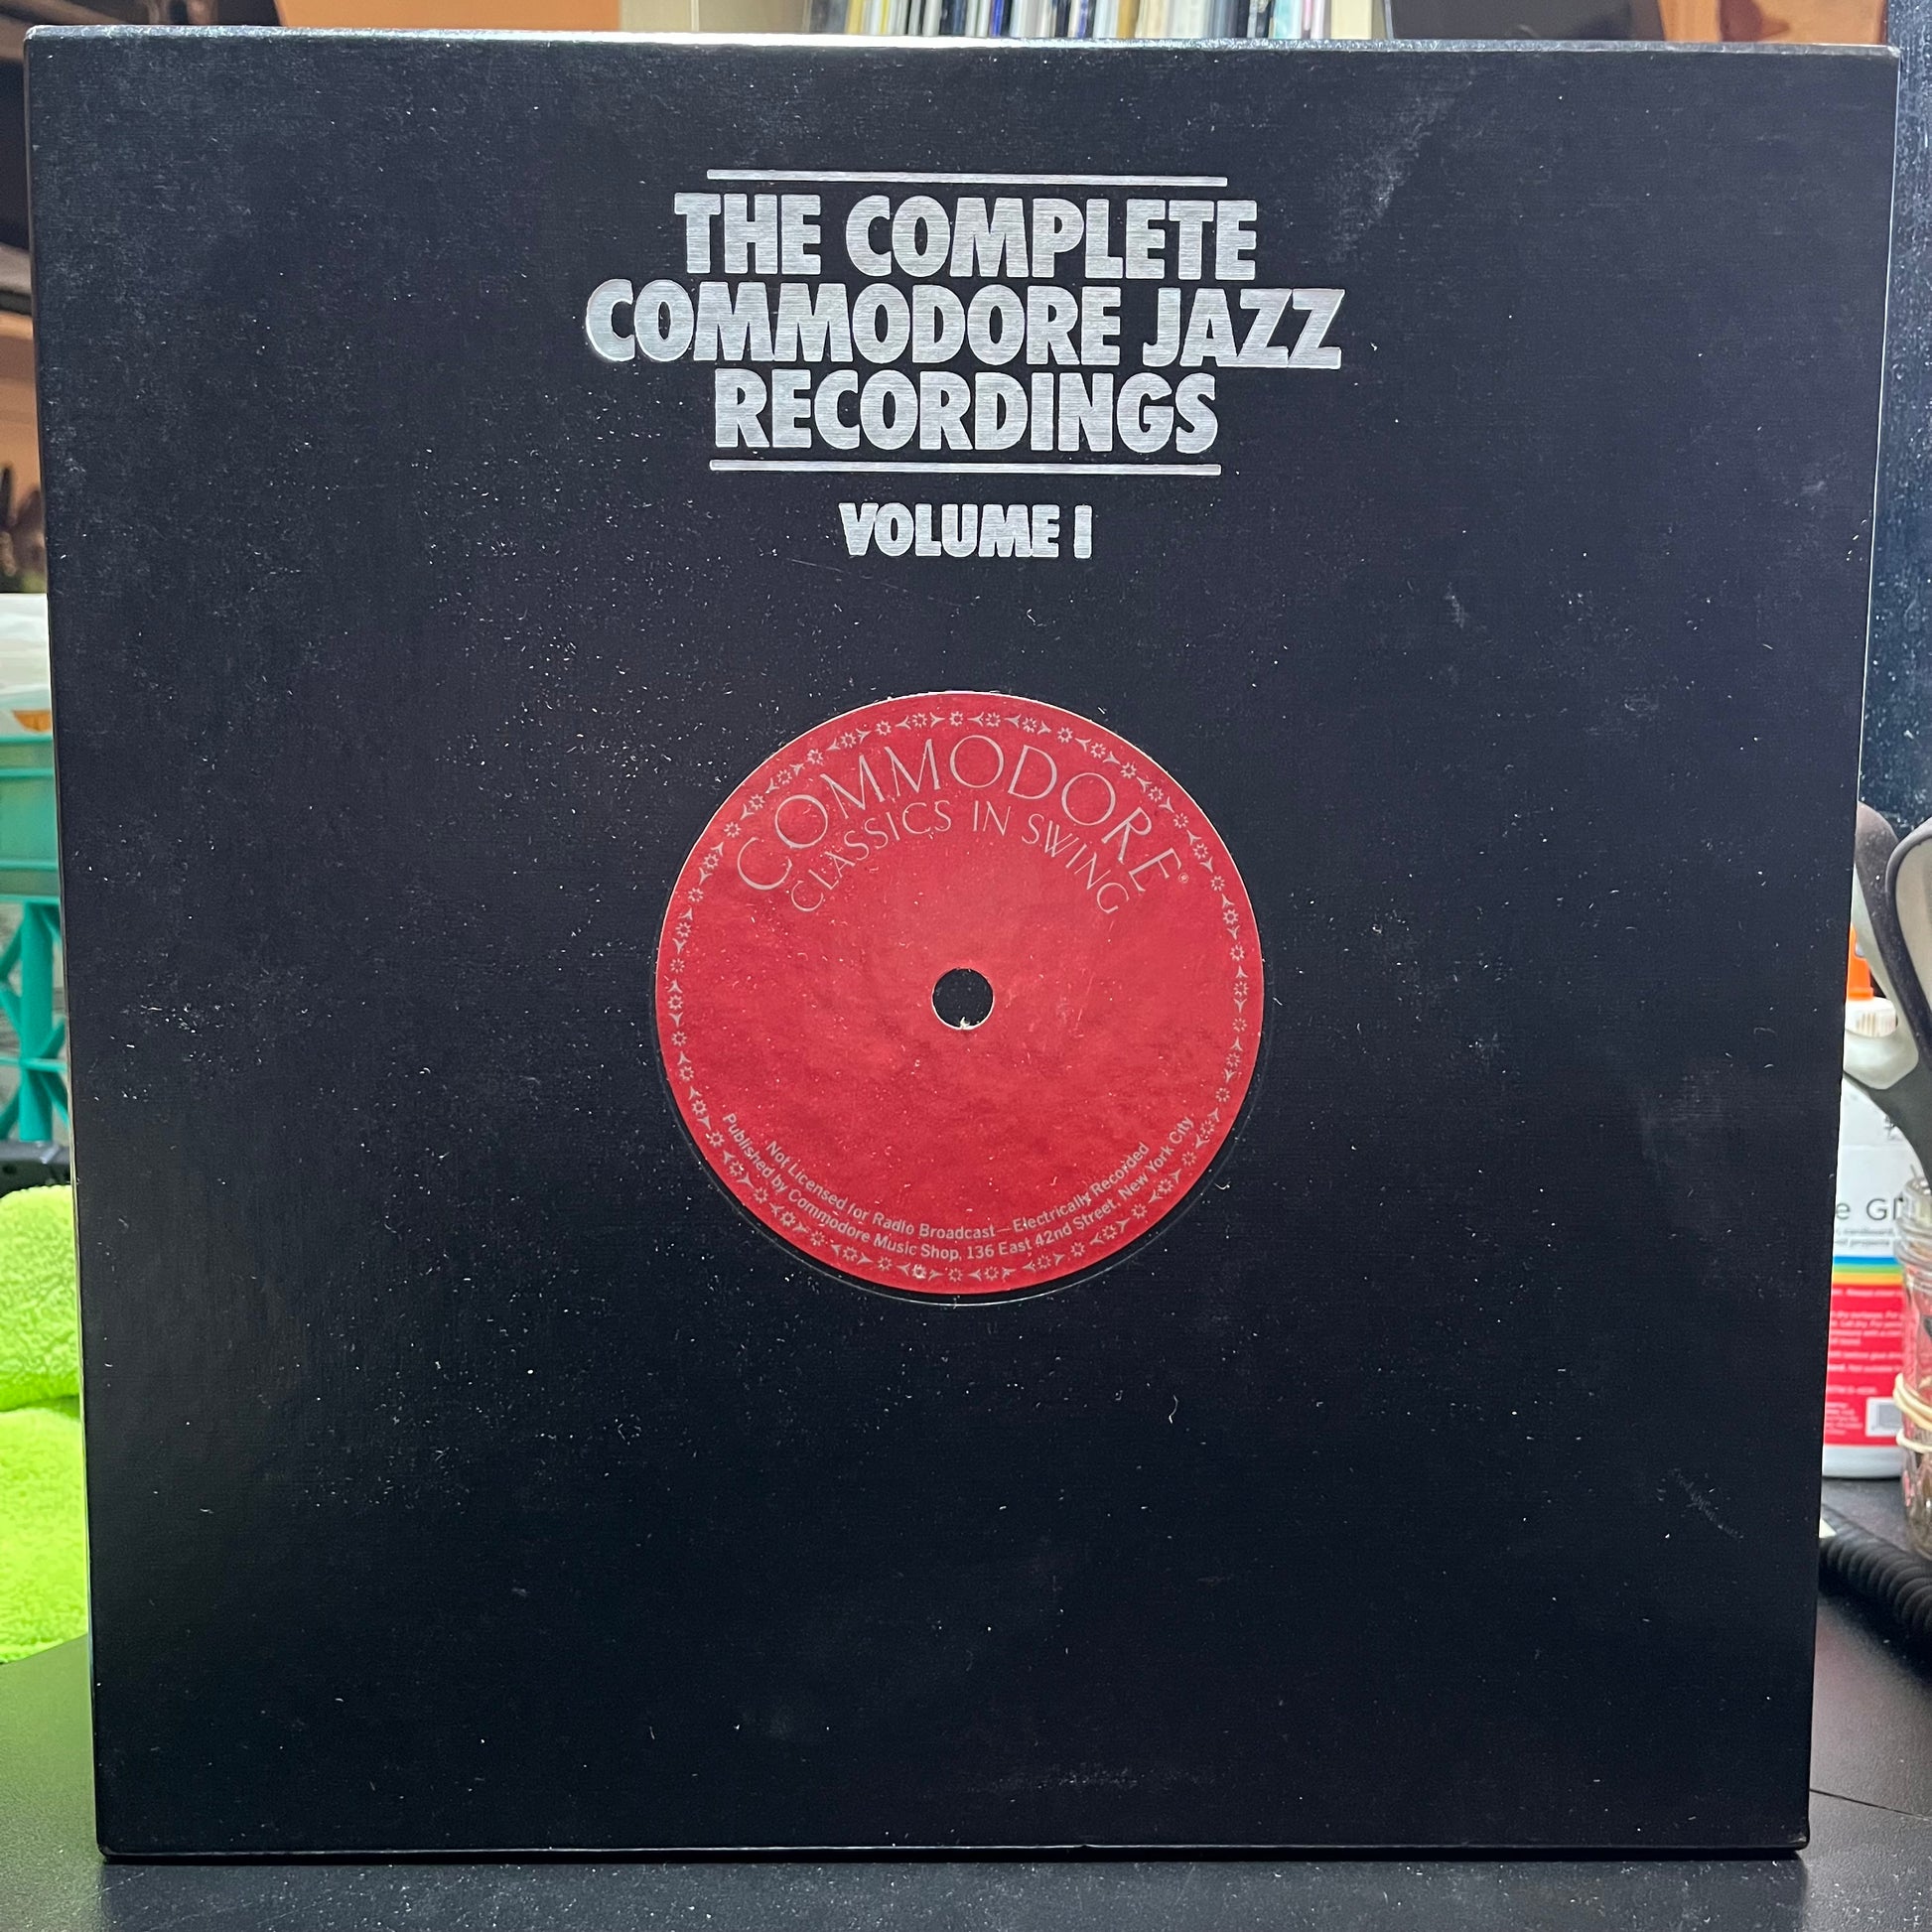 THE COMPLETE
COMMODORE JAZZ
RECORDINGS
VOLUME I
COMMODORE®
CLASSICS IN SWING
Not Licensed for Radio Broadcast—Electrically Recorded
Published by Commodore Music Shop, 136 East 42nd Street, New York City